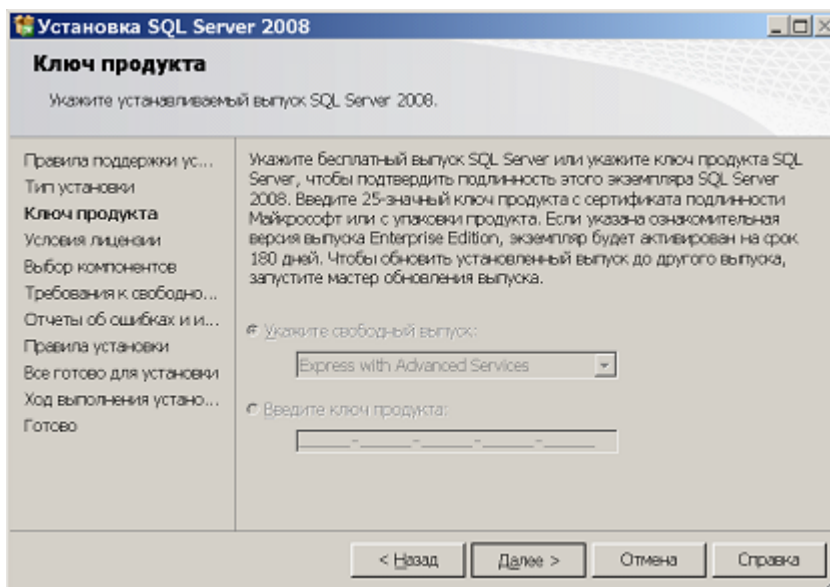 Установка SQL Server 2008
Ключ продукта
Укажите устанавливаемый выпуск SQL Server 2008.
Правила поддержки ус...
Тип установки
Ключ продукта
Условия лицензии
Выбор компонентов
Требования к свободно...
Отчеты об ошибках и и...
Правила установки
Все готово для установки
Ход выполнения устано...
Готово
Укажите бесплатный выпуск SQL Server или укажите ключ продукта SQL
Server, чтобы подтвердить подлинность этого экземпляра SQL Server
2008. Введите 25-значный ключ продукта с сертификата подлинности
Майкрософт или с упаковки продукта. Если указана ознакомительная
версия выпуска Enterprise Edition, экземпляр будет активирован на срок
180 дней. Чтобы обновить установленный выпуск до другого выпуска,
запустите мастер обновления выпуска.
Укажите свободный выпуск:
Express with Advanced Services
Введите ключ продукта:
_____-_____-_____-_____-_____
< Назад
Далее >
Отмена
Справка